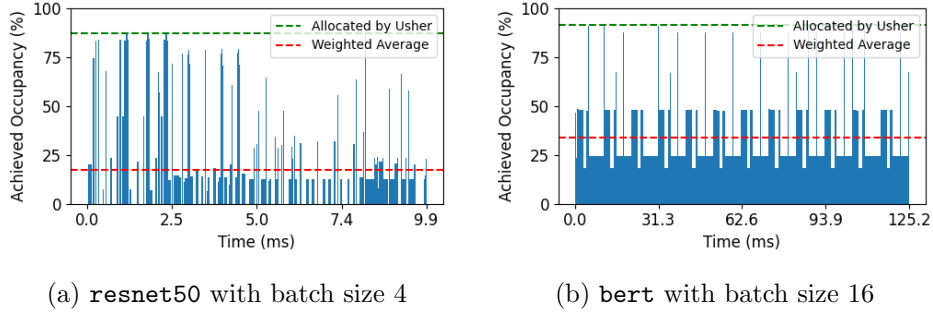 100
75
50
25
0
Achieved Occupancy (%)
Allocated by Usher
Weighted Average
0.0 2.5 5.0 7.4 9.9
Time (ms)
(a) resnet50 with batch size 4
100
75
50
25
0
Achieved Occupancy (%)
Allocated by Usher
Weighted Average
0.0 31.3 62.6 93.9 125.2
Time (ms)
(b) bert with batch size 16